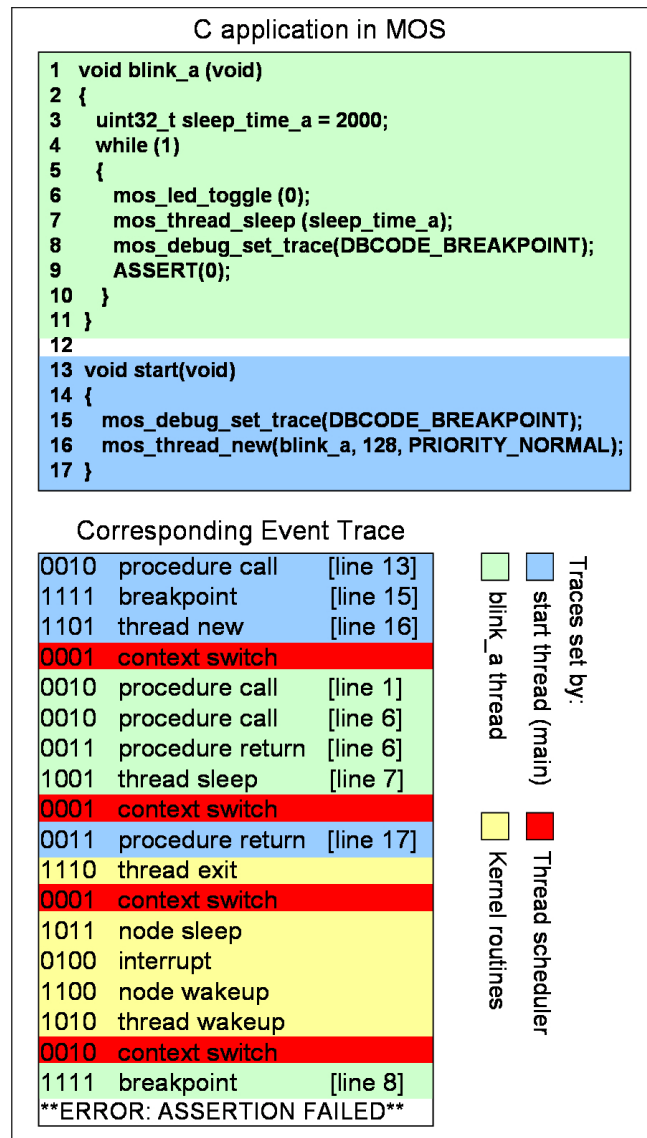 C application in MOS
1 void blink_a (void)
2 {
3 uint32_t sleep_time_a = 2000;
4 while (1)
5 {
6 mos_led_toggle (0);
7 mos_thread_sleep (sleep_time_a);
8 mos_debug_set_trace(DBCODE_BREAKPOINT);
9 ASSERT(0);
10 }
11 }
12
13 void start(void)
14 {
15 mos_debug_set_trace(DBCODE_BREAKPOINT);
16 mos_thread_new(blink_a, 128, PRIORITY_NORMAL);
17 }
Corresponding Event Trace
0010 procedure call [line 13]
1111 breakpoint [line 15]
1101 thread new [line 16]
0001 context switch
0010 procedure call [line 1]
0010 procedure call [line 6]
0011 procedure return [line 6]
1001 thread sleep [line 7]
0001 context switch
0011 procedure return [line 17]
1110 thread exit
0001 context switch
1011 node sleep
0100 interrupt
1100 node wakeup
1010 thread wakeup
0010 context switch
1111 breakpoint [line 8]
**ERROR: ASSERTION FAILED**
Traces set by:
start thread (main)
blink_a thread
Thread scheduler
Kernel routines